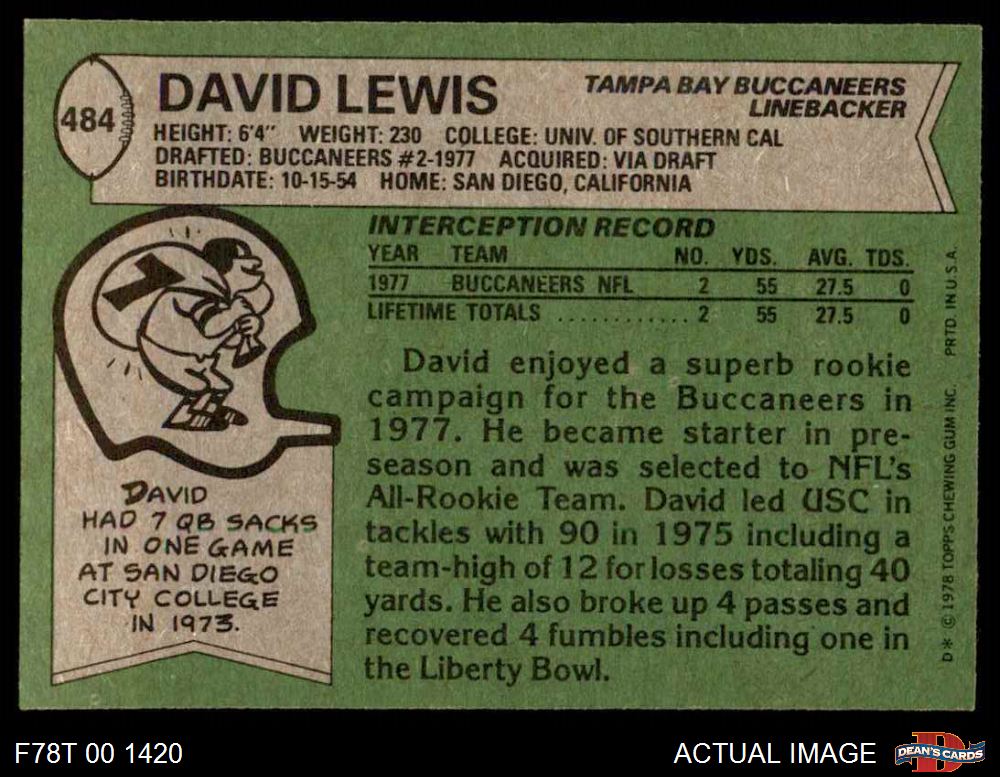 484
DAVID LEWIS
TAMPA BAY BUCCANEERS
LINEBACKER
HEIGHT: 6'4" WEIGHT: 230 COLLEGE: UNIV. OF SOUTHERN CAL
DRAFTED: BUCCANEERS #2-1977 ACQUIRED: VIA DRAFT
BIRTHDATE: 10-15-54 HOME: SAN DIEGO, CALIFORNIA
INTERCEPTION RECORD
YEAR TEAM NO. YDS. AVG. TDS.
1977 BUCCANEERS NFL 2 55 27.5 0
LIFETIME TOTALS ............ 2 55 27.5 0
David enjoyed a superb rookie
campaign for the Buccaneers in
1977. He became starter in pre-
season and was selected to NFL's
All-Rookie Team. David led USC in
tackles with 90 in 1975 including a
team-high of 12 for losses totaling 40
yards. He also broke up 4 passes and
recovered 4 fumbles including one in
the Liberty Bowl.
7
DAVID
HAD 7 QB SACKS
IN ONE GAME
AT SAN DIEGO
CITY COLLEGE
IN 1973.
D* © 1978 TOPPS CHEWING GUM INC. PRTD. IN U.S.A.
F78T 00 1420
ACTUAL IMAGE
D
DEAN'S CARDS